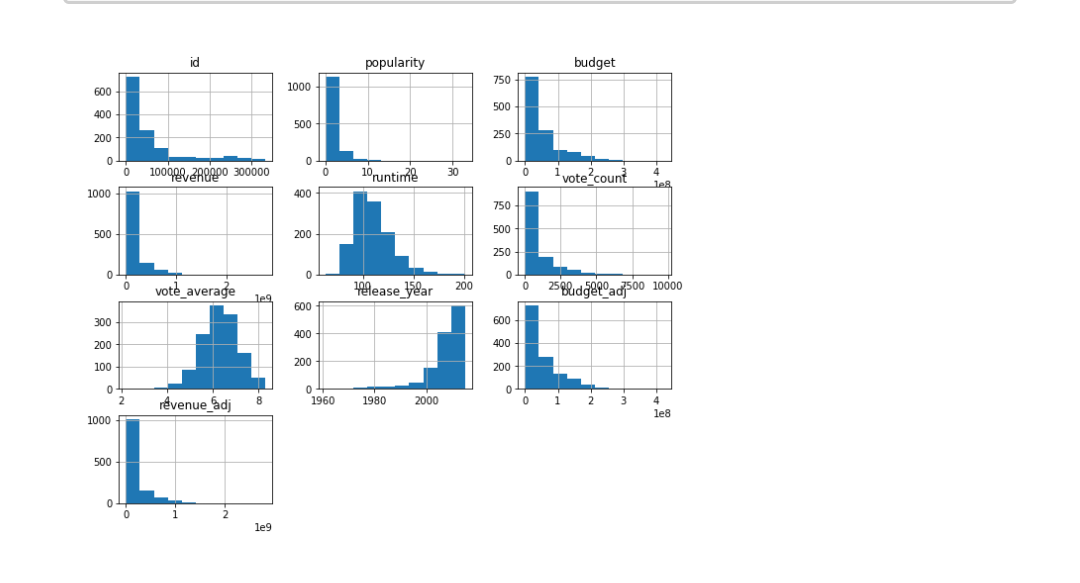 id
popularity
budget
600
400
200
0
0 100000 200000 300000
1000
500
0
0 10 20 30
750
500
250
0
0 1 2 3 4
1e8
revenue
runtime
vote_count
1000
500
0
0 1 2
1e9
400
200
0
100 150 200
750
500
250
0
0 2500 5000 7500 10000
vote_average
release_year
budget_adj
300
200
100
0
2 4 6 8
600
400
200
0
1960 1980 2000
600
400
200
0
0 1 2 3 4
1e8
revenue_adj
1000
500
0
0 1 2
1e9